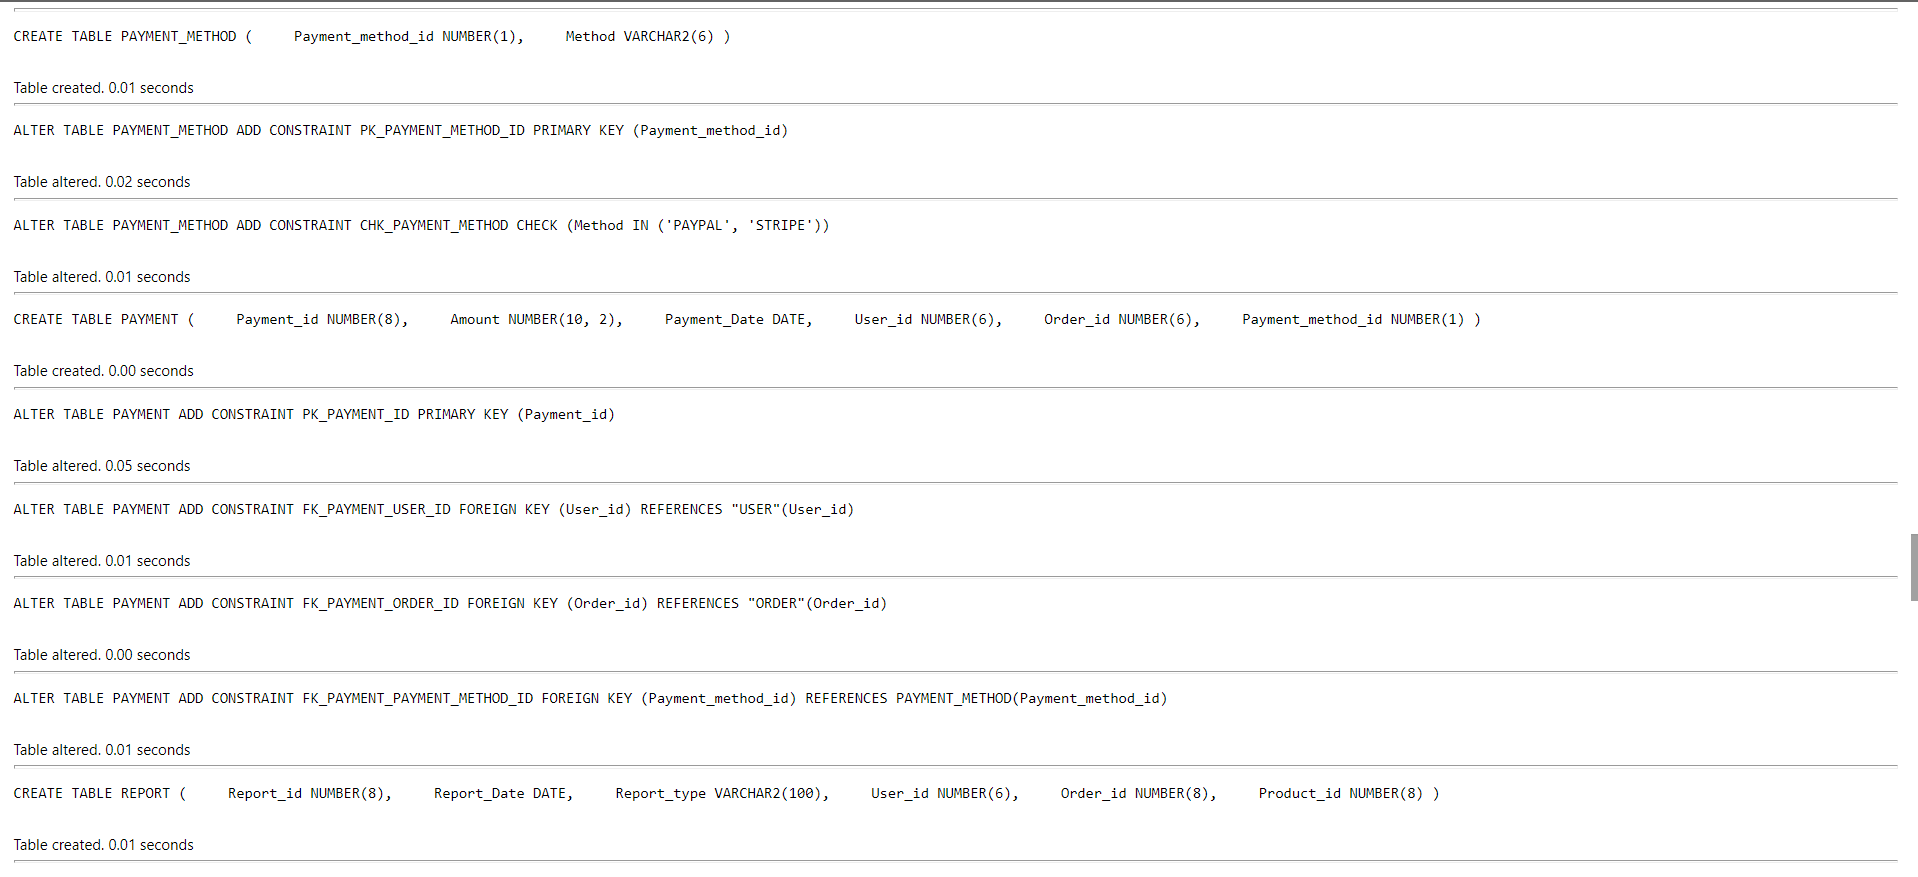 CREATE TABLE PAYMENT_METHOD (     Payment_method_id NUMBER(1),     Method VARCHAR2(6) )
Table created. 0.01 seconds
ALTER TABLE PAYMENT_METHOD ADD CONSTRAINT PK_PAYMENT_METHOD_ID PRIMARY KEY (Payment_method_id)
Table altered. 0.02 seconds
ALTER TABLE PAYMENT_METHOD ADD CONSTRAINT CHK_PAYMENT_METHOD CHECK (Method IN ('PAYPAL', 'STRIPE'))
Table altered. 0.01 seconds
CREATE TABLE PAYMENT (     Payment_id NUMBER(8),     Amount NUMBER(10, 2),     Payment_Date DATE,     User_id NUMBER(6),     Order_id NUMBER(6),     Payment_method_id NUMBER(1) )
Table created. 0.00 seconds
ALTER TABLE PAYMENT ADD CONSTRAINT PK_PAYMENT_ID PRIMARY KEY (Payment_id)
Table altered. 0.05 seconds
ALTER TABLE PAYMENT ADD CONSTRAINT FK_PAYMENT_USER_ID FOREIGN KEY (User_id) REFERENCES "USER"(User_id)
Table altered. 0.01 seconds
ALTER TABLE PAYMENT ADD CONSTRAINT FK_PAYMENT_ORDER_ID FOREIGN KEY (Order_id) REFERENCES "ORDER"(Order_id)
Table altered. 0.00 seconds
ALTER TABLE PAYMENT ADD CONSTRAINT FK_PAYMENT_PAYMENT_METHOD_ID FOREIGN KEY (Payment_method_id) REFERENCES PAYMENT_METHOD(Payment_method_id)
Table altered. 0.01 seconds
CREATE TABLE REPORT (     Report_id NUMBER(8),     Report_Date DATE,     Report_type VARCHAR2(100),     User_id NUMBER(6),     Order_id NUMBER(8),     Product_id NUMBER(8) )
Table created. 0.01 seconds